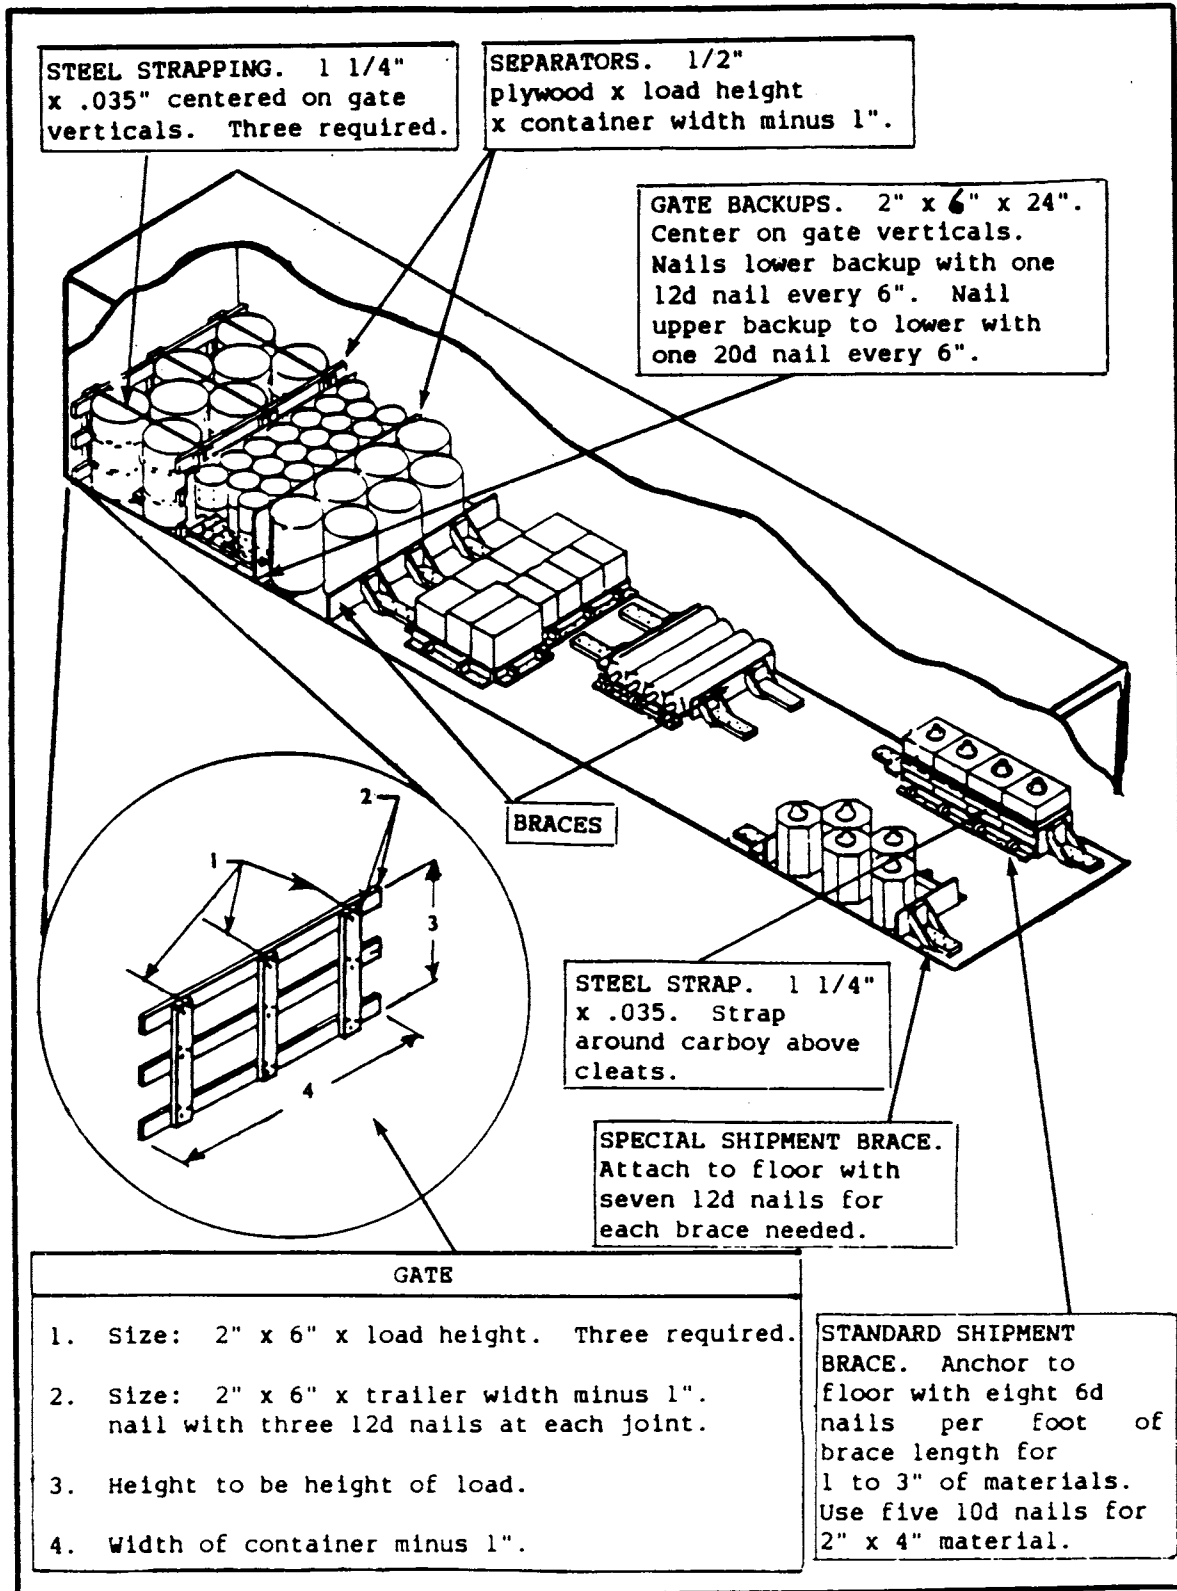 STEEL STRAPPING. 1 1/4"
x .035" centered on gate
verticals. Three required.
SEPARATORS. 1/2"
plywood x load height
x container width minus 1".
GATE BACKUPS. 2" x 6" x 24".
Center on gate verticals.
Nails lower backup with one
12d nail every 6". Nail
upper backup to lower with
one 20d nail every 6".
BRACES
1
2
3
4
STEEL STRAP. 1 1/4"
x .035. Strap
around carboy above
cleats.
SPECIAL SHIPMENT BRACE.
Attach to floor with
seven 12d nails for
each brace needed.
GATE
1. Size: 2" x 6" x load height. Three required.
2. Size: 2" x 6" x trailer width minus 1".
nail with three 12d nails at each joint.
3. Height to be height of load.
4. Width of container minus 1".
STANDARD SHIPMENT
BRACE. Anchor to
floor with eight 6d
nails per foot of
brace length for
1 to 3" of materials.
Use five 10d nails for
2" x 4" material.